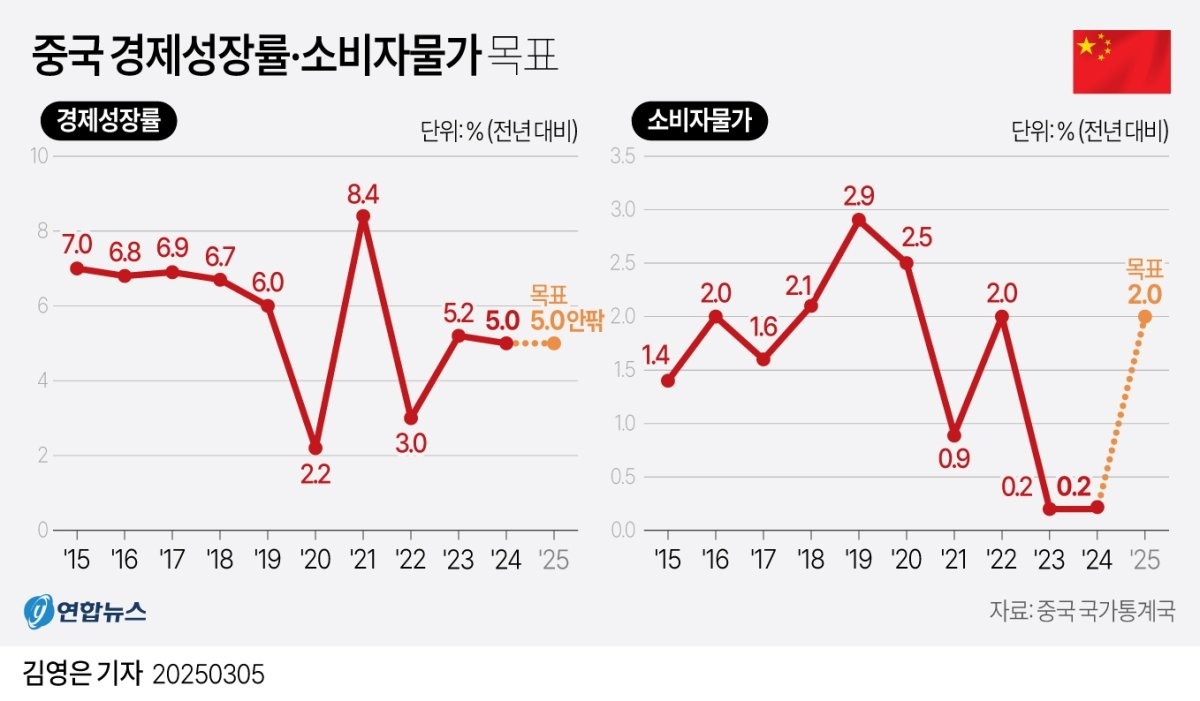 중국 경제성장률·소비자물가 목표
경제성장률
단위: % (전년 대비)
10
8
6
4
2
0
7.0
6.8
6.9
6.7
6.0
2.2
8.4
3.0
5.2
5.0
목표
5.0 안팎
'15 '16 '17 '18 '19 '20 '21 '22 '23 '24 '25
소비자물가
단위: % (전년 대비)
3.5
3.0
2.5
2.0
1.5
1.0
0.5
0.0
1.4
2.0
1.6
2.1
2.9
2.5
0.9
2.0
0.2
0.2
목표
2.0
'15 '16 '17 '18 '19 '20 '21 '22 '23 '24 '25
y 연합뉴스
자료: 중국 국가통계국
김영은 기자 20250305